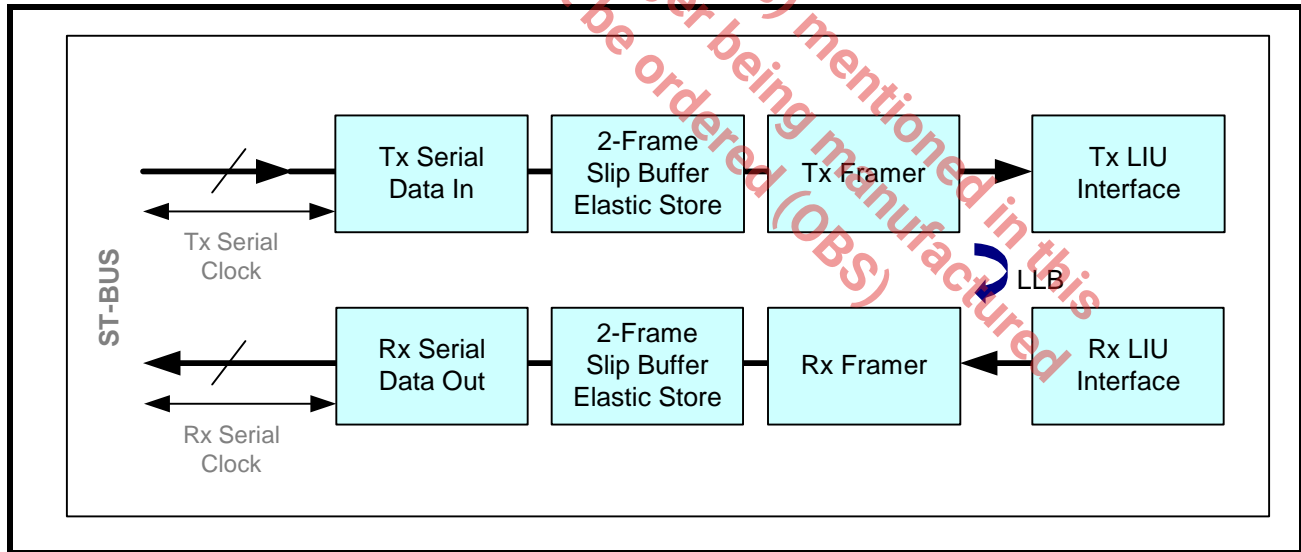 ) mentioned in this
er being manufactured
be ordered (OBS)
Tx Serial
Data In
2-Frame
Slip Buffer
Elastic Store
Tx Framer
Tx LIU
Interface
Tx Serial
Clock
ST-BUS
LLB
Rx Serial
Data Out
2-Frame
Slip Buffer
Elastic Store
Rx Framer
Rx LIU
Interface
Rx Serial
Clock